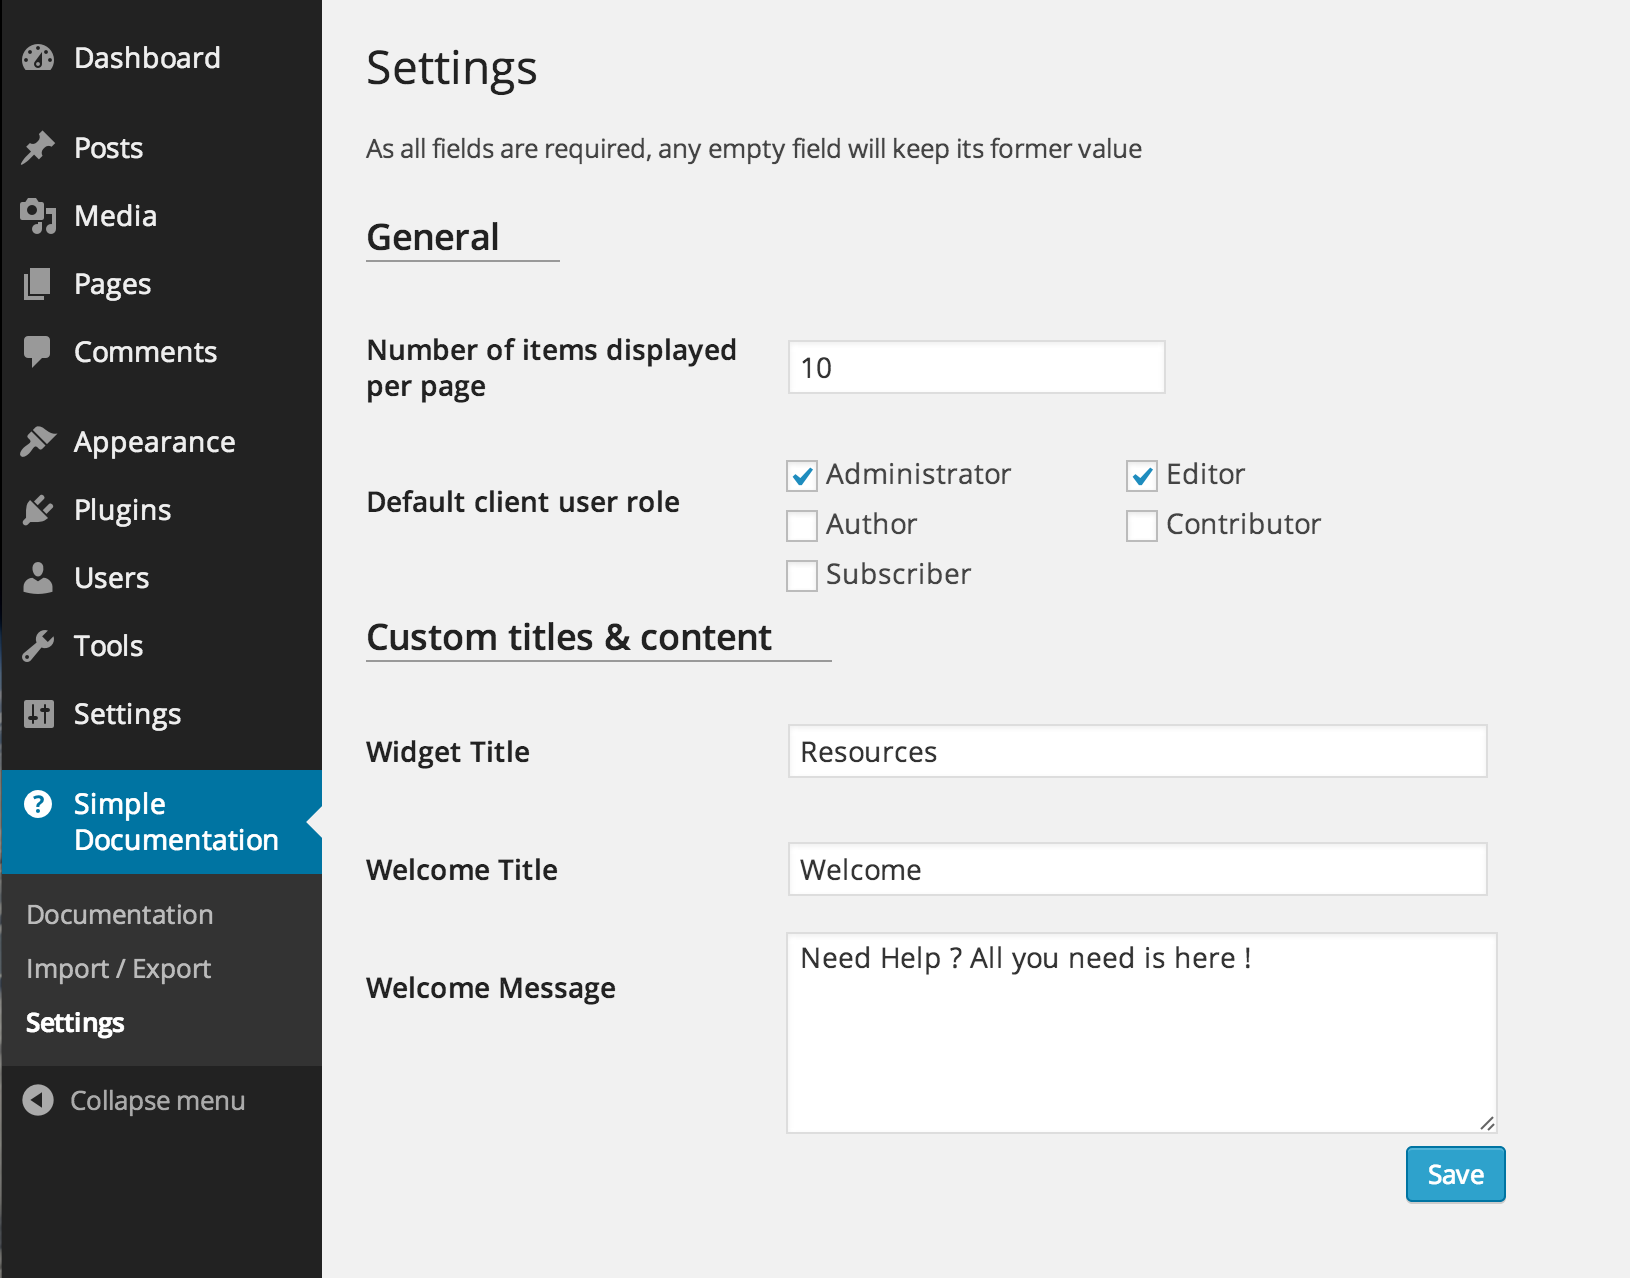 Dashboard
Posts
Media
Pages
Comments
Appearance
Plugins
Users
Tools
Settings
Simple
Documentation
Documentation
Import / Export
Settings
Collapse menu
Settings
As all fields are required, any empty field will keep its former value
General
Number of items displayed
per page
10
Default client user role
Administrator
Editor
Author
Contributor
Subscriber
Custom titles & content
Widget Title
Resources
Welcome Title
Welcome
Welcome Message
Need Help ? All you need is here !
Save